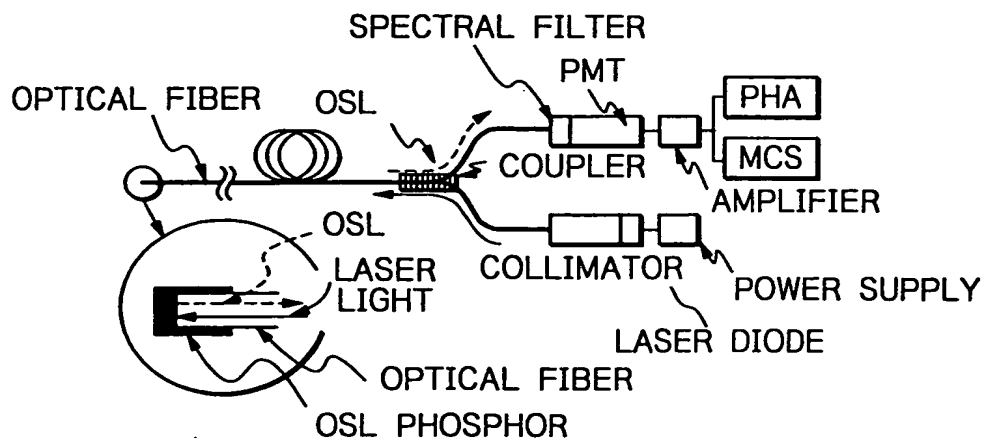 SPECTRAL FILTER
PMT
PHA
OPTICAL FIBER
OSL
MCS
COUPLER
AMPLIFIER
OSL
COLLIMATOR
LASER
LIGHT
POWER SUPPLY
LASER DIODE
OPTICAL FIBER
OSL PHOSPHOR